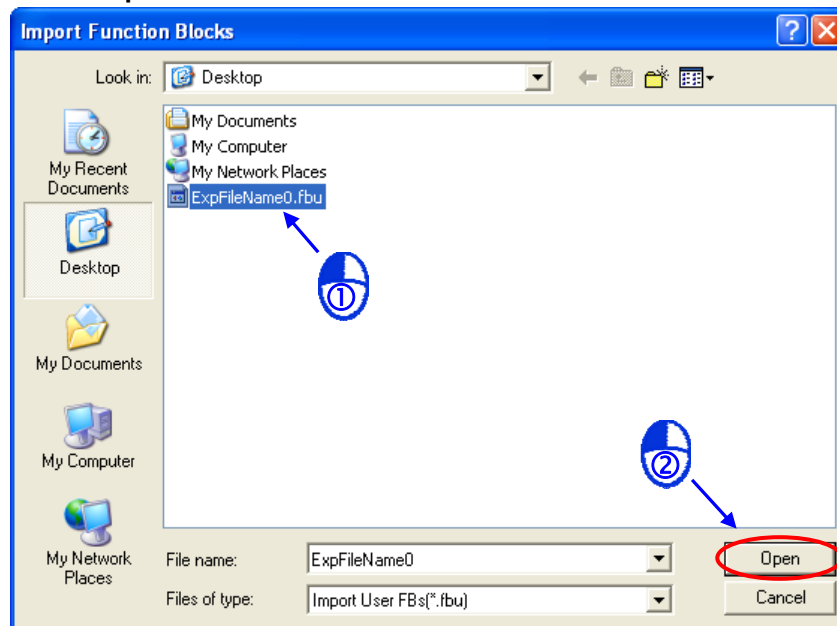 Import Function Blocks
Look in:
Desktop
My Documents
My Computer
My Network Places
ExpFileName0.fbu
My Recent
Documents
Desktop
My Documents
My Computer
My Network
Places
①
②
File name:
ExpFileName0
Open
Files of type:
Import User FBs(*.fbu)
Cancel